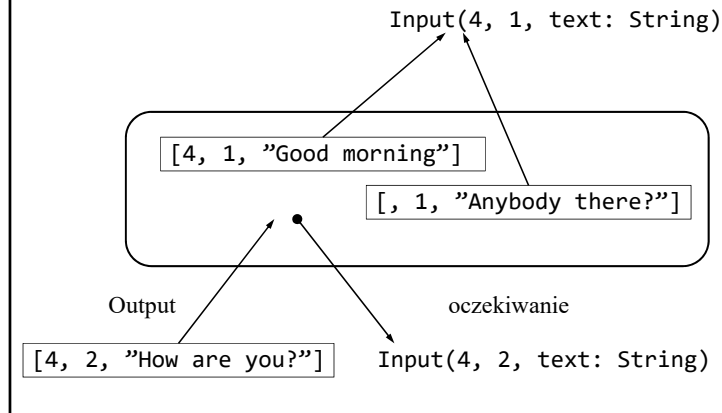 Input(4, 1, text: String)
[4, 1, ”Good morning”]
[, 1, ”Anybody there?”]
Output
oczekiwanie
[4, 2, ”How are you?”]
Input(4, 2, text: String)